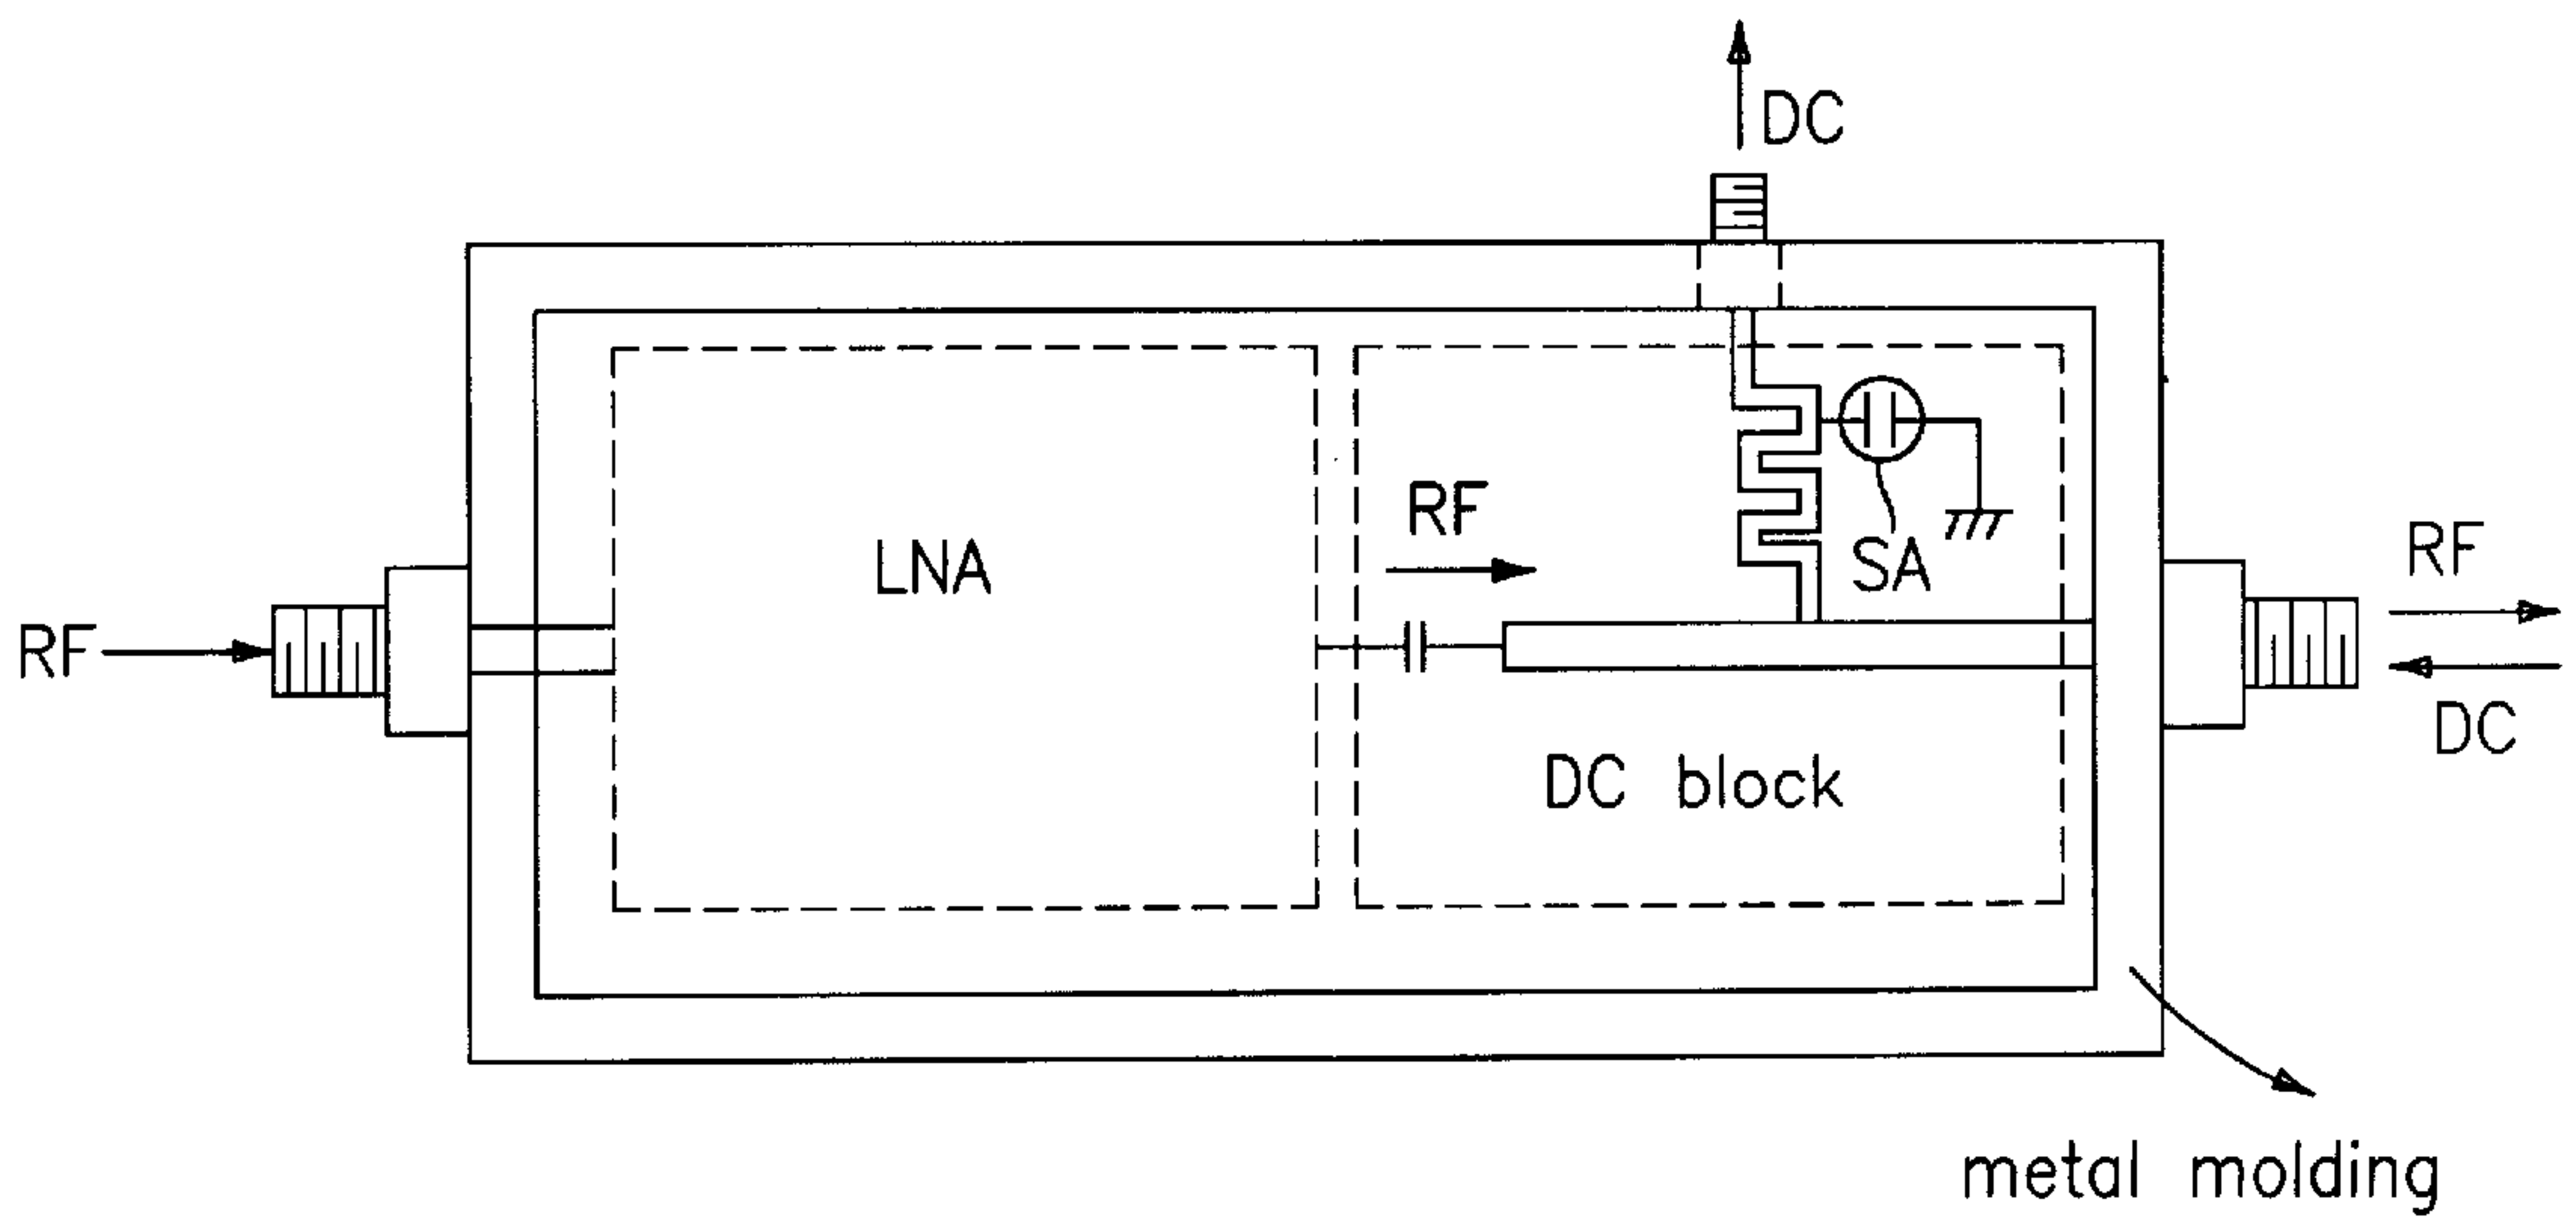 DC
RF
LNA
RF
SA
DC block
RF
DC
metal molding